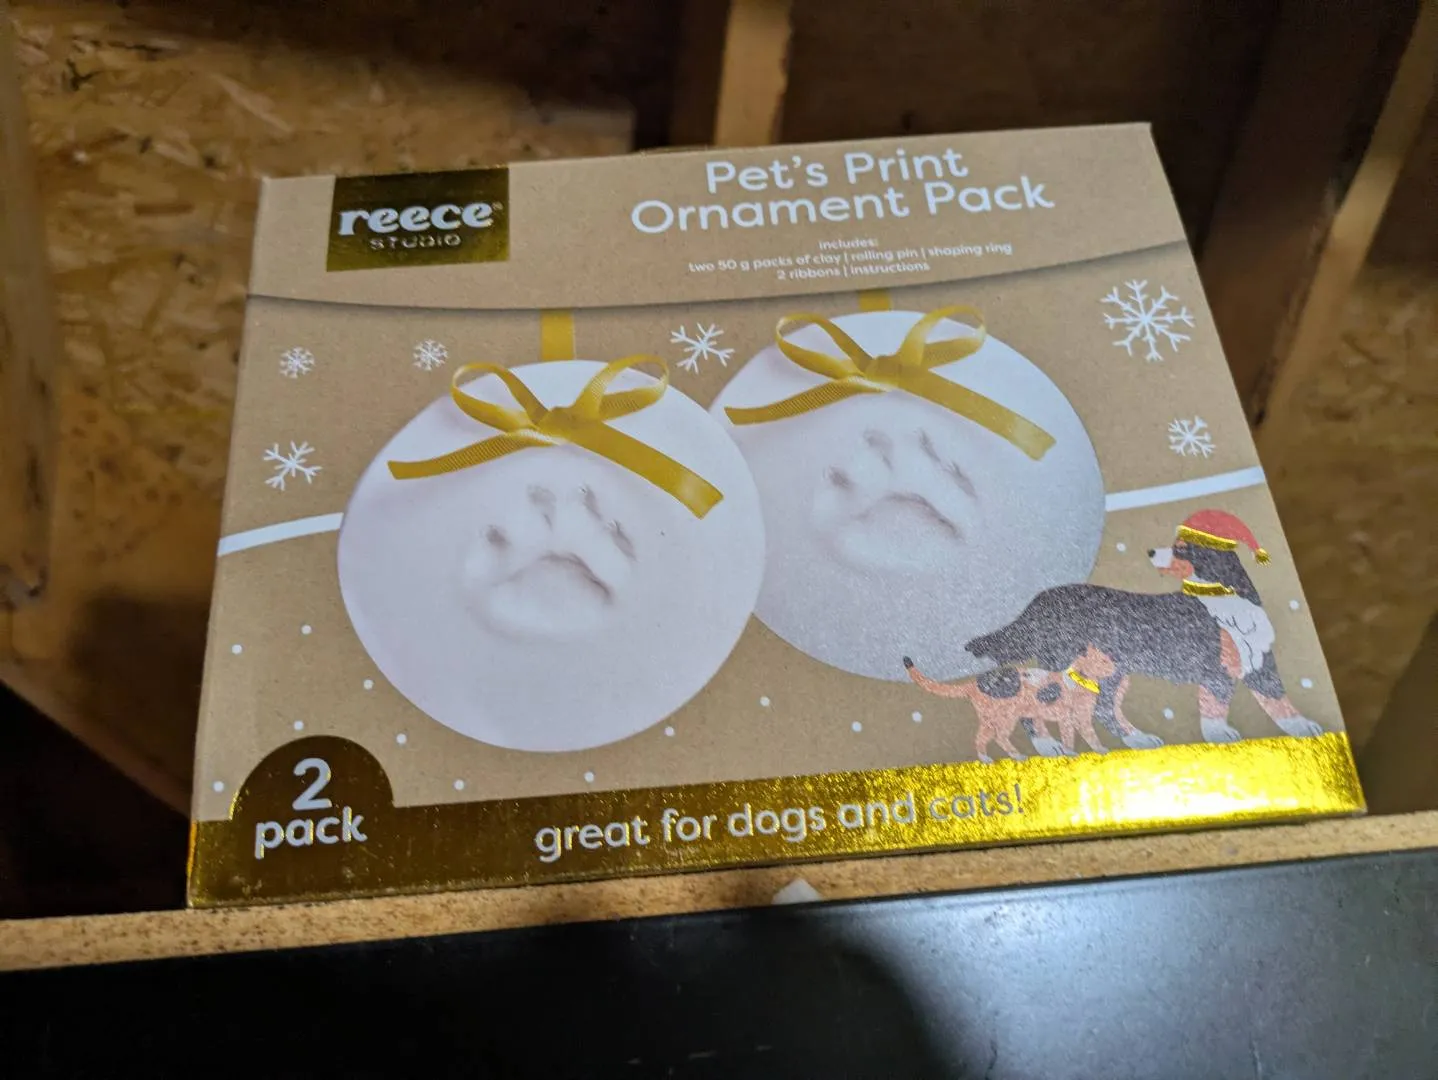 reece
STUDIO
Pet's Print
Ornament Pack
includes:
two 50 g packs of clay | rolling pin | shaping ring
2 ribbons | instructions
2
pack
great for dogs and cats!